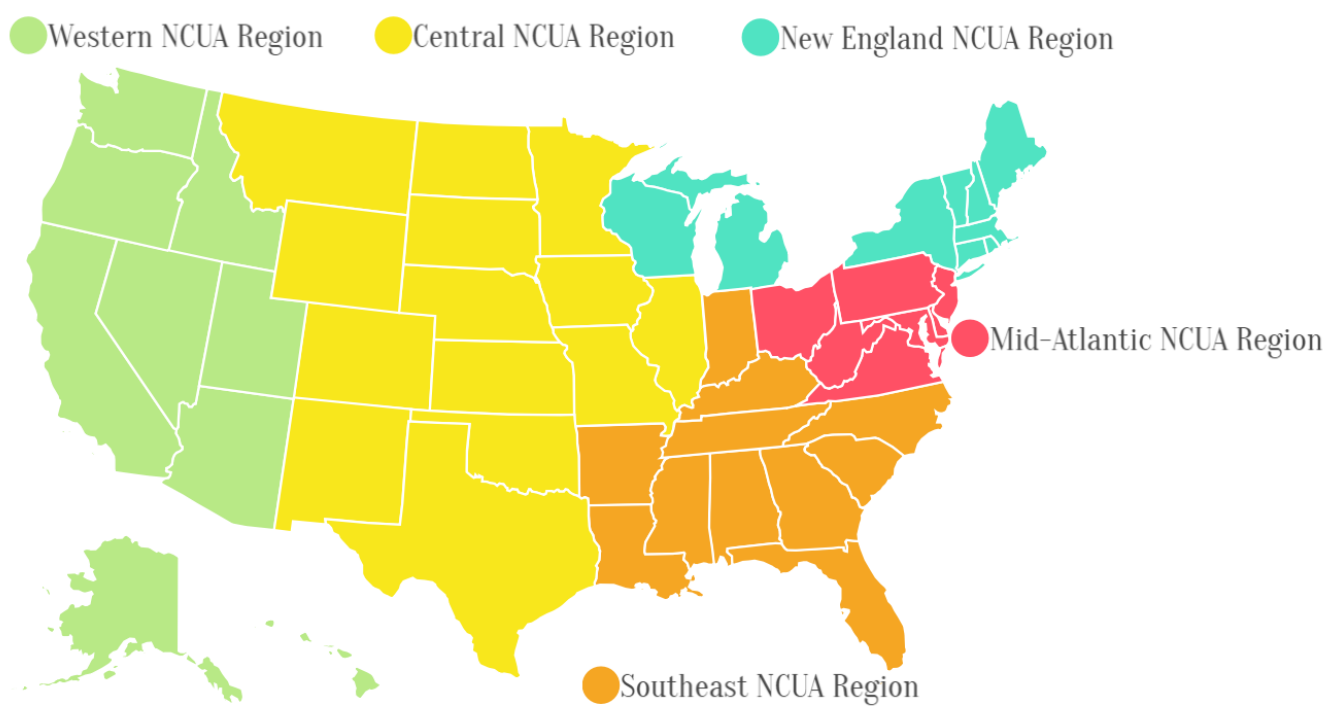 Western NCUA Region
Central NCUA Region
New England NCUA Region
Mid-Atlantic NCUA Region
Southeast NCUA Region